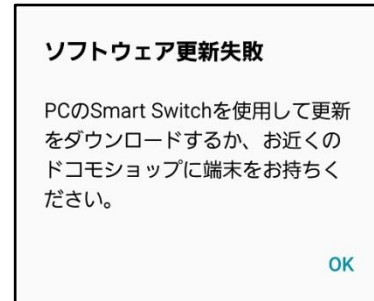 ソフトウェア更新失敗
PCのSmart Switchを使用して更新
をダウンロードするか、お近くの
ドコモショップに端末をお持ちく
ださい。
OK